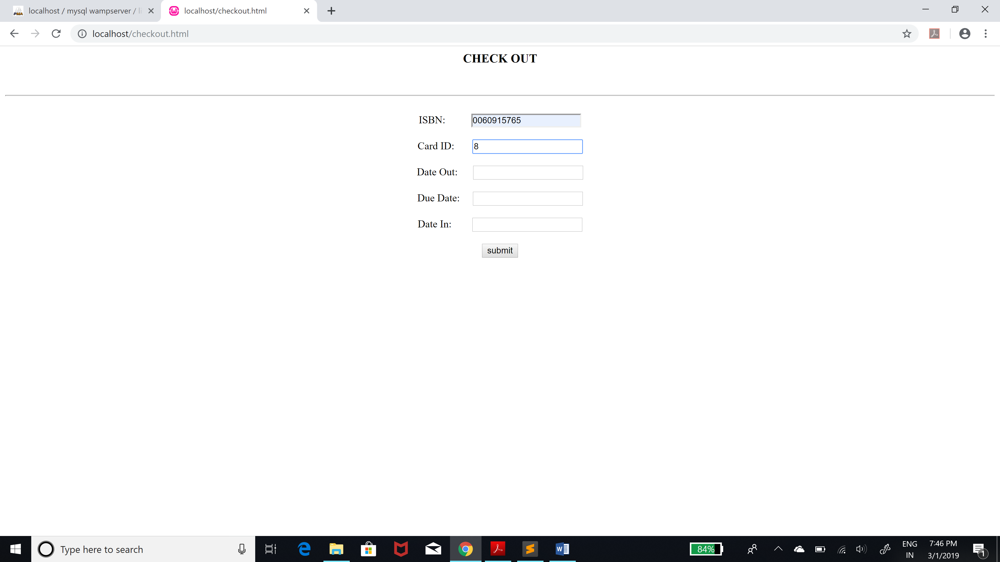 localhost / mysql wampserver / li
localhost/checkout.html
localhost/checkout.html
CHECK OUT
ISBN: 0060915765
Card ID: 8
Date Out:
Due Date:
Date In:
submit
Type here to search
84%
ENG
IN
7:46 PM
3/1/2019
1